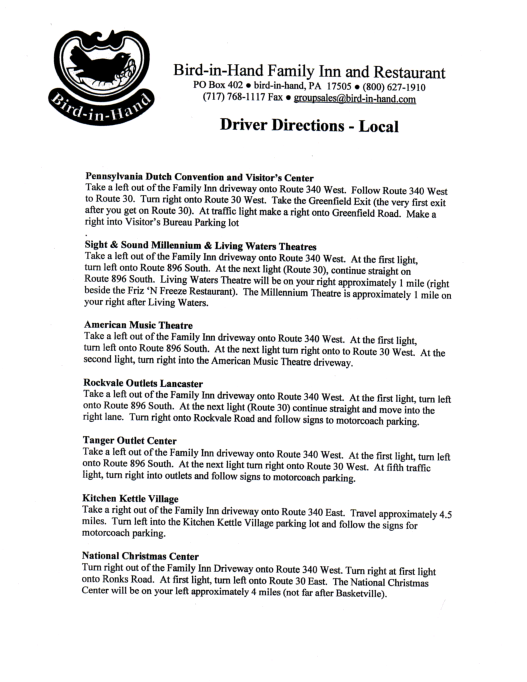 Bird-in-Hand
Bird-in-Hand Family Inn and Restaurant
PO Box 402 ● bird-in-hand, PA 17505 ● (800) 627-1910
(717) 768-1117 Fax ● groupsales@bird-in-hand.com
Driver Directions - Local
Pennsylvania Dutch Convention and Visitor's Center
Take a left out of the Family Inn driveway onto Route 340 West. Follow Route 340 West
to Route 30. Turn right onto Route 30 West. Take the Greenfield Exit (the very first exit
after you get on Route 30). At traffic light make a right onto Greenfield Road. Make a
right into Visitor's Bureau Parking lot
.
Sight & Sound Millennium & Living Waters Theatres
Take a left out of the Family Inn driveway onto Route 340 West. At the first light,
turn left onto Route 896 South. At the next light (Route 30), continue straight on
Route 896 South. Living Waters Theatre will be on your right approximately 1 mile (right
beside the Friz 'N Freeze Restaurant). The Millennium Theatre is approximately 1 mile on
your right after Living Waters.
American Music Theatre
Take a left out of the Family Inn driveway onto Route 340 West. At the first light,
turn left onto Route 896 South. At the next light turn right onto to Route 30 West. At the
second light, turn right into the American Music Theatre driveway.
Rockvale Outlets Lancaster
Take a left out of the Family Inn driveway onto Route 340 West. At the first light, turn left
onto Route 896 South. At the next light (Route 30) continue straight and move into the
right lane. Turn right onto Rockvale Road and follow signs to motorcoach parking.
Tanger Outlet Center
Take a left out of the Family Inn driveway onto Route 340 West. At the first light, turn left
onto Route 896 South. At the next light turn right onto Route 30 West. At fifth traffic
light, turn right into outlets and follow signs to motorcoach parking.
Kitchen Kettle Village
Take a right out of the Family Inn driveway onto Route 340 East. Travel approximately 4.5
miles. Turn left into the Kitchen Kettle Village parking lot and follow the signs for
motorcoach parking.
National Christmas Center
Turn right out of the Family Inn Driveway onto Route 340 West. Turn right at first light
onto Ronks Road. At first light, turn left onto Route 30 East. The National Christmas
Center will be on your left approximately 4 miles (not far after Basketville).